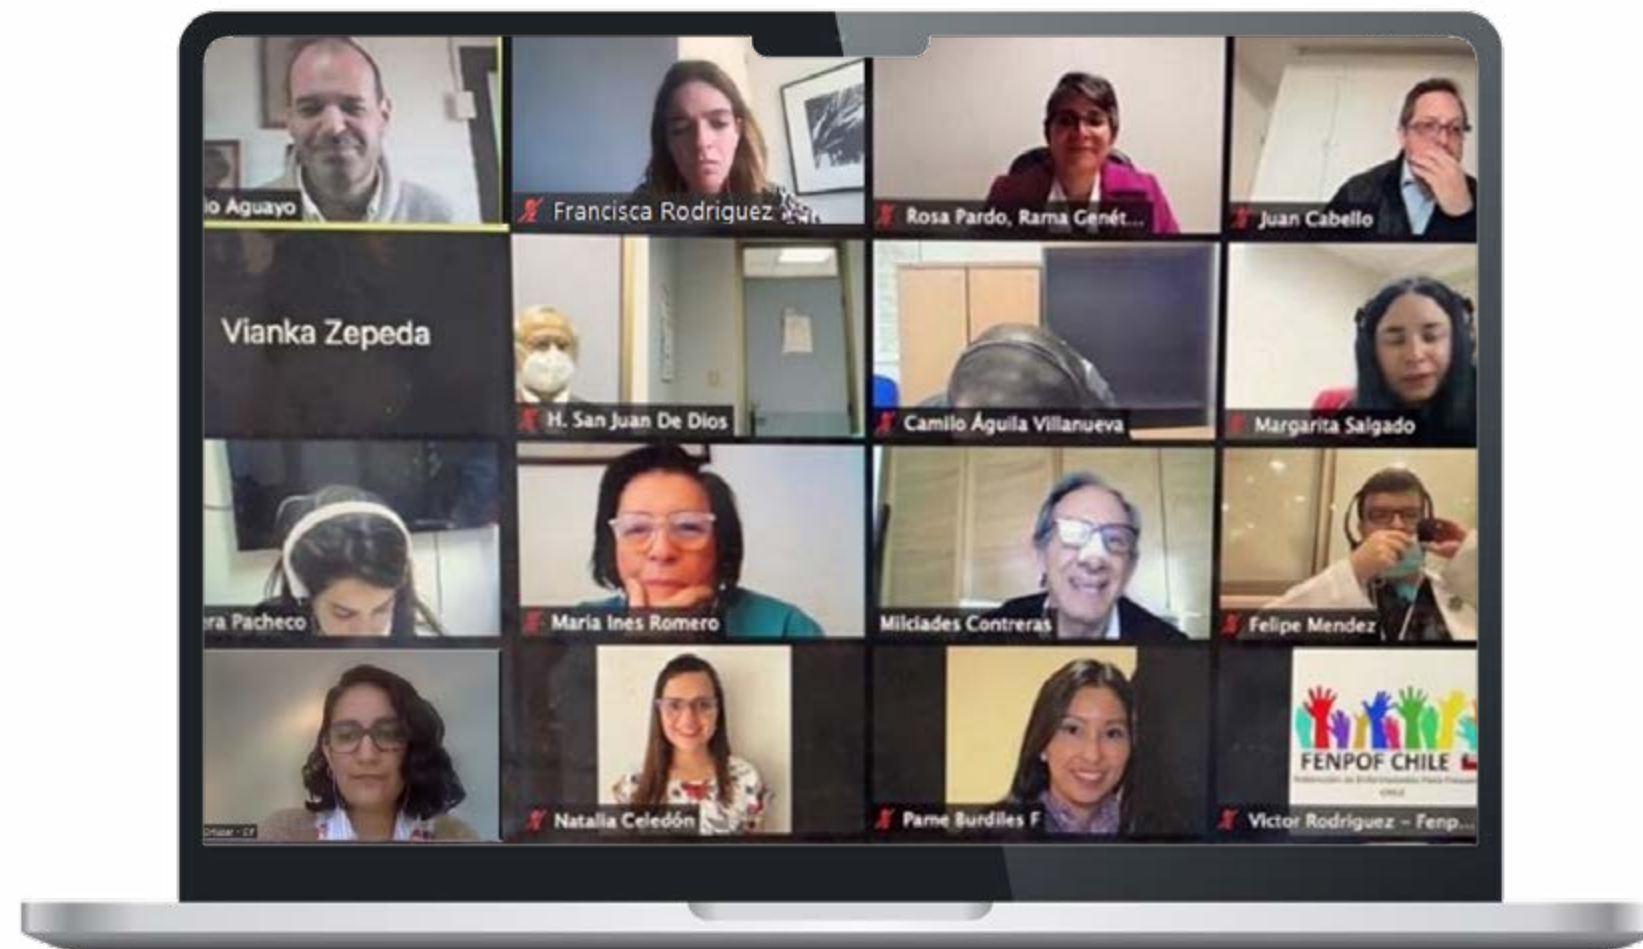 io Aguayo
Francisca Rodriguez
Rosa Pardo, Rama Genét...
Juan Cabello
Vianka Zepeda
H. San Juan De Dios
Camilo Águila Villanueva
Margarita Salgado
ra Pacheco
Maria Ines Romero
Milciades Contreras
Felipe Mendez
Natalia Celedón
Pame Burdiles F
FENPOF CHILE
CHILE
Victor Rodriguez - Fenp...